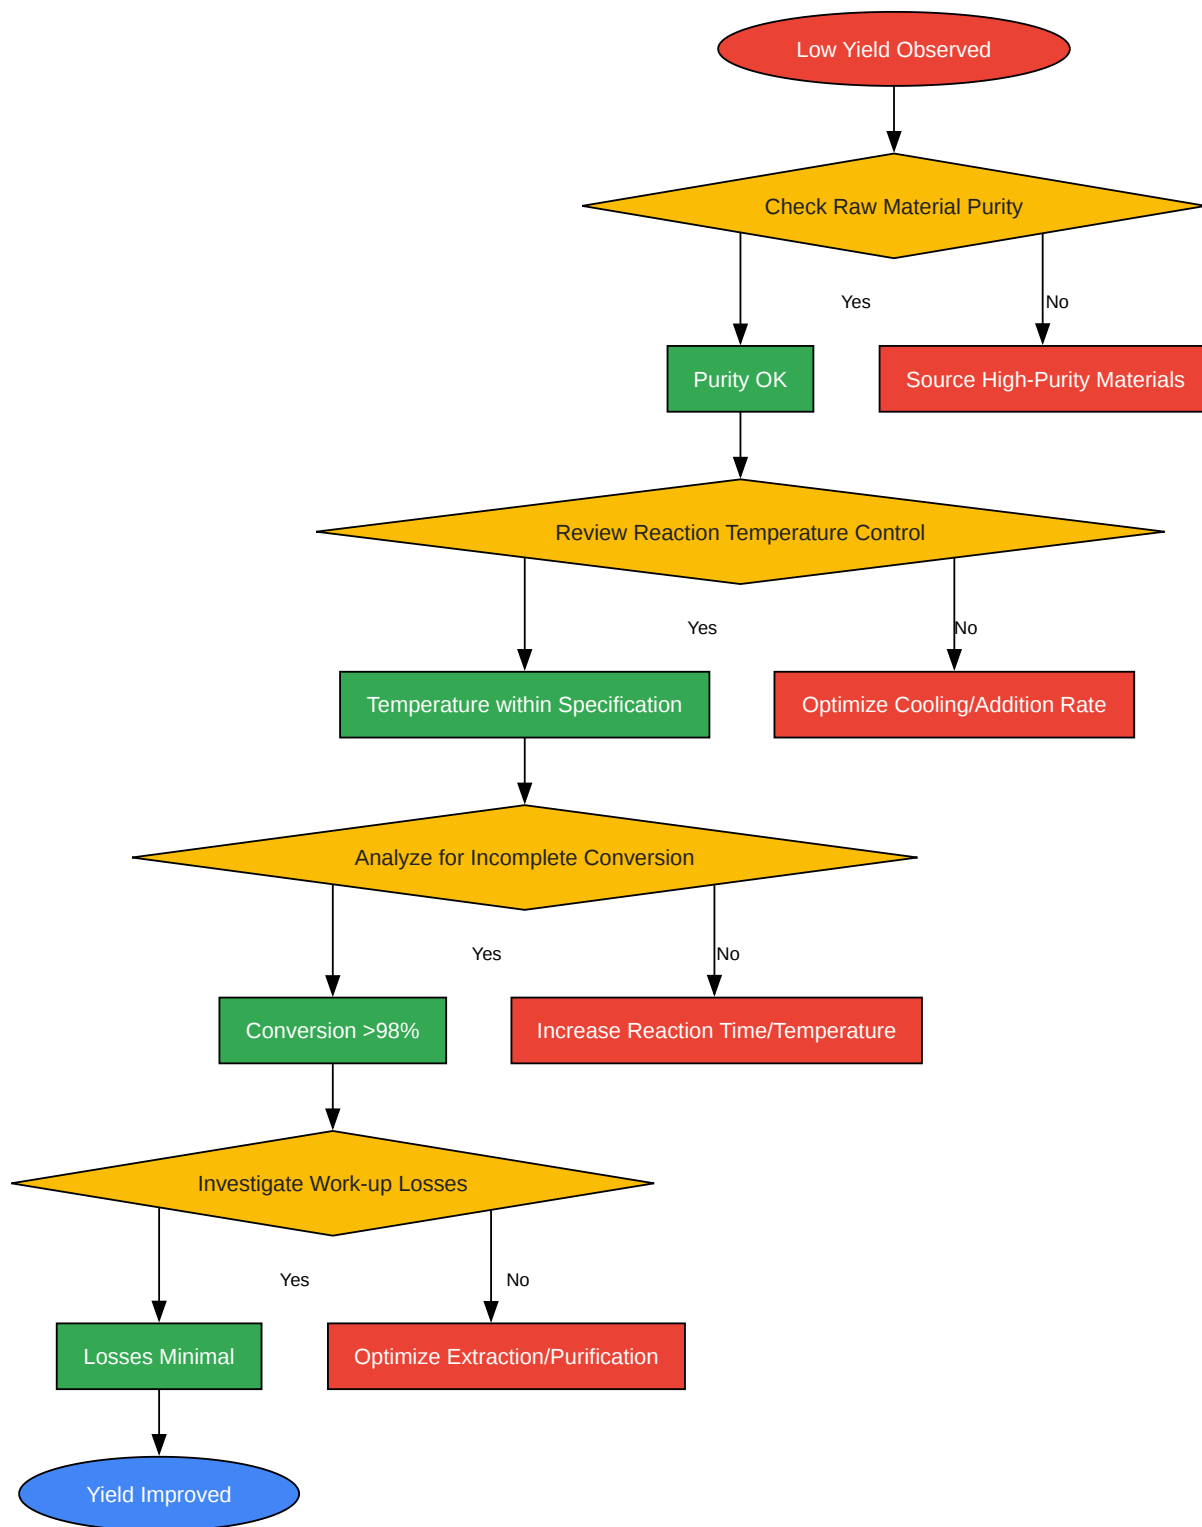 Low Yield Observed
Check Raw Material Purity
Yes
No
Purity OK
Source High-Purity Materials
Review Reaction Temperature Control
Yes
No
Temperature within Specification
Optimize Cooling/Addition Rate
Analyze for Incomplete Conversion
Yes
No
Conversion >98%
Increase Reaction Time/Temperature
Investigate Work-up Losses
Yes
No
Losses Minimal
Optimize Extraction/Purification
Yield Improved